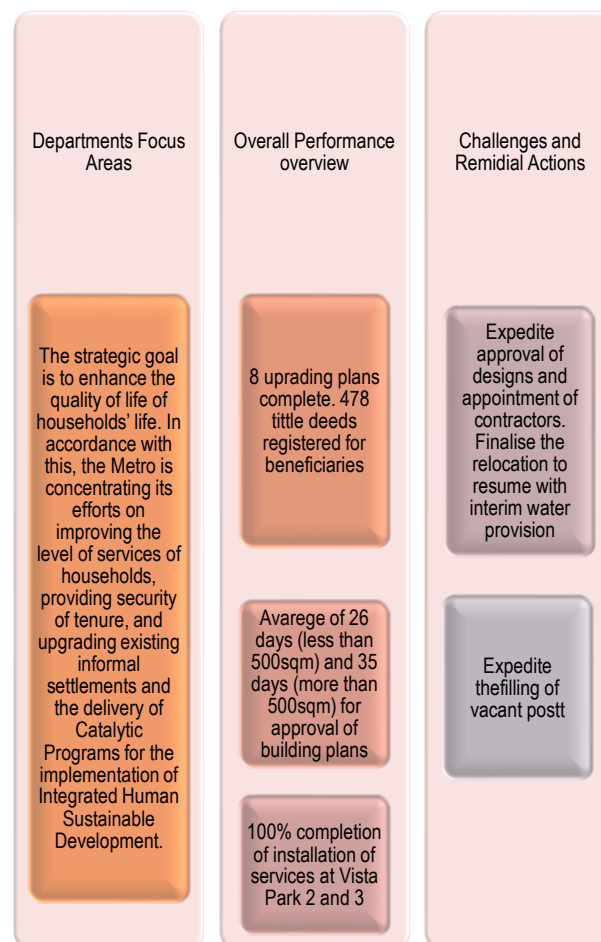 Departments Focus
Areas
The strategic goal
is to enhance the
quality of life of
households' life. In
accordance with
this, the Metro is
concentrating its
efforts on
improving the
level of services of
households,
providing security
of tenure, and
upgrading existing
informal
settlements and
the delivery of
Catalytic
Programs for the
implementation of
Integrated Human
Sustainable
Development.
Overall Performance
overview
8 uprading plans
complete. 478
tittle deeds
registered for
beneficiaries
Avarege of 26
days (less than
500sqm) and 35
days (more than
500sqm) for
approval of
building plans
100% completion
of installation of
services at Vista
Park 2 and 3
Challenges and
Remidial Actions
Expedite
approval of
designs and
appointment of
contractors.
Finalise the
relocation to
resume with
interim water
provision
Expedite
thefilling of
vacant postt